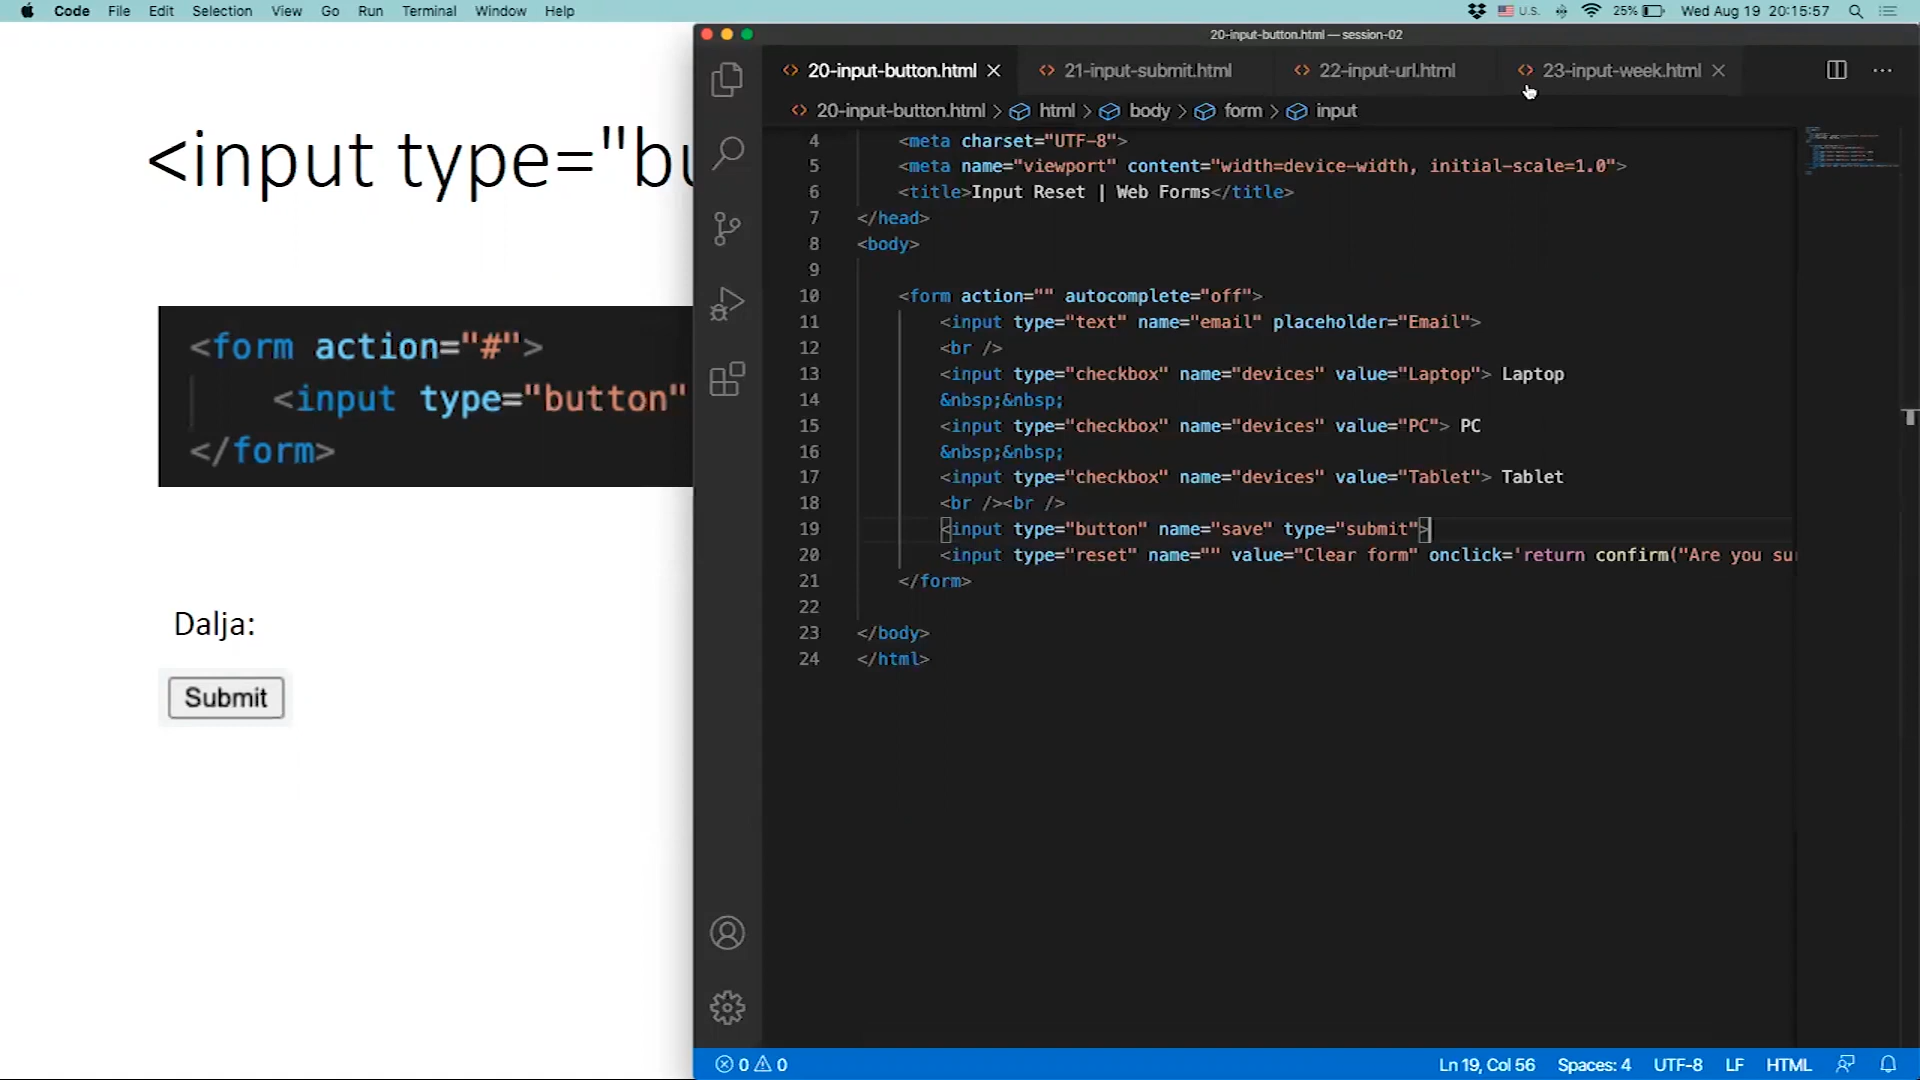 Code File Edit Selection View Go Run Terminal Window Help U.S. 25% Wed Aug 19 20:15:57
<input type="bu
<form action="#">
<input type="button"
</form>
Dalja:
Submit
20-input-button.html — session-02
20-input-button.html 21-input-submit.html 22-input-url.html 23-input-week.html
20-input-button.html > html > body > form > input
4 <meta charset="UTF-8">
5 <meta name="viewport" content="width=device-width, initial-scale=1.0">
6 <title>Input Reset | Web Forms</title>
7 </head>
8 <body>
9
10 <form action="" autocomplete="off">
11 <input type="text" name="email" placeholder="Email">
12 <br />
13 <input type="checkbox" name="devices" value="Laptop"> Laptop
14 &nbsp;&nbsp;
15 <input type="checkbox" name="devices" value="PC"> PC
16 &nbsp;&nbsp;
17 <input type="checkbox" name="devices" value="Tablet"> Tablet
18 <br /><br />
19 <input type="button" name="save" type="submit">
20 <input type="reset" name="" value="Clear form" onclick='return confirm("Are you su
21 </form>
22
23 </body>
24 </html>
0 0 Ln 19, Col 56 Spaces: 4 UTF-8 LF HTML